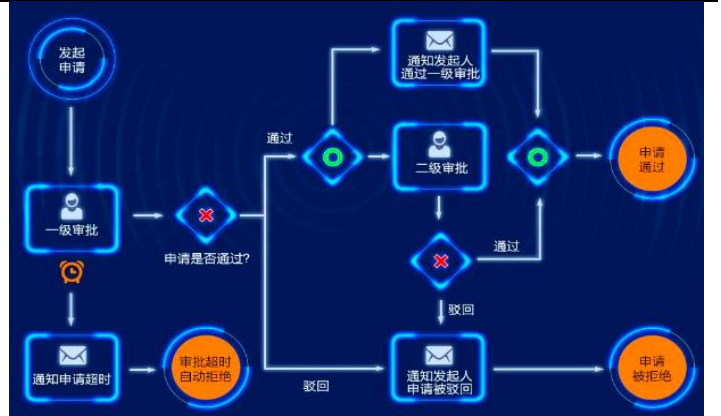 发起
申请
通知发起人
通过一级审批
通过
二级审批
申请
通过
一级审批
申请是否通过?
通过
驳回
通知申请超时
审批超时
自动拒绝
驳回
通知发起人
申请被驳回
申请
被拒绝